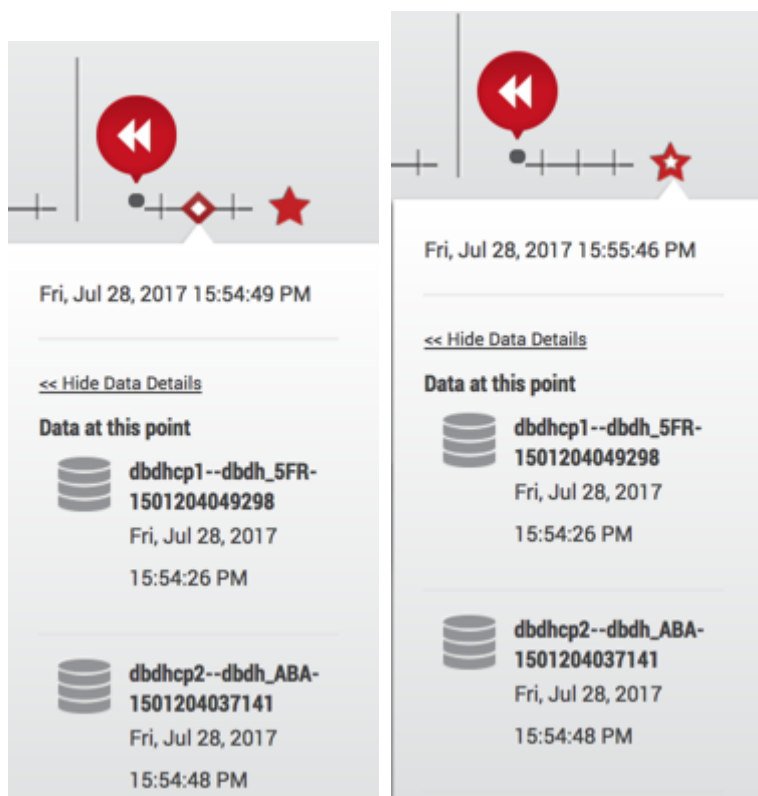 Fri, Jul 28, 2017 15:54:49 PM
<< Hide Data Details
Data at this point
dbdhcp1--dbdh_5FR-
1501204049298
Fri, Jul 28, 2017
15:54:26 PM
dbdhcp2--dbdh_ABA-
1501204037141
Fri, Jul 28, 2017
15:54:48 PM
Fri, Jul 28, 2017 15:55:46 PM
<< Hide Data Details
Data at this point
dbdhcp1--dbdh_5FR-
1501204049298
Fri, Jul 28, 2017
15:54:26 PM
dbdhcp2--dbdh_ABA-
1501204037141
Fri, Jul 28, 2017
15:54:48 PM